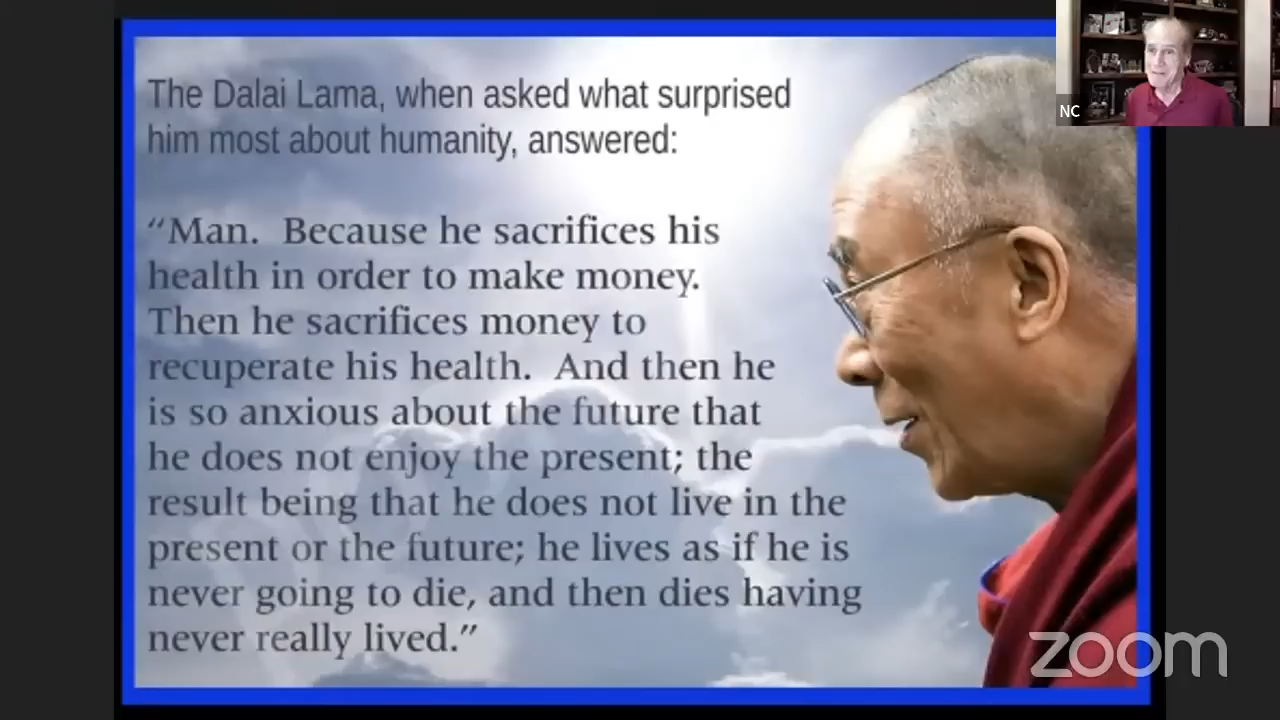 The Dalai Lama, when asked what surprised
him most about humanity, answered:
“Man.  Because he sacrifices his
health in order to make money.
Then he sacrifices money to
recuperate his health.  And then he
is so anxious about the future that
he does not enjoy the present; the
result being that he does not live in the
present or the future; he lives as if he is
never going to die, and then dies having
never really lived.”
NC
zoom